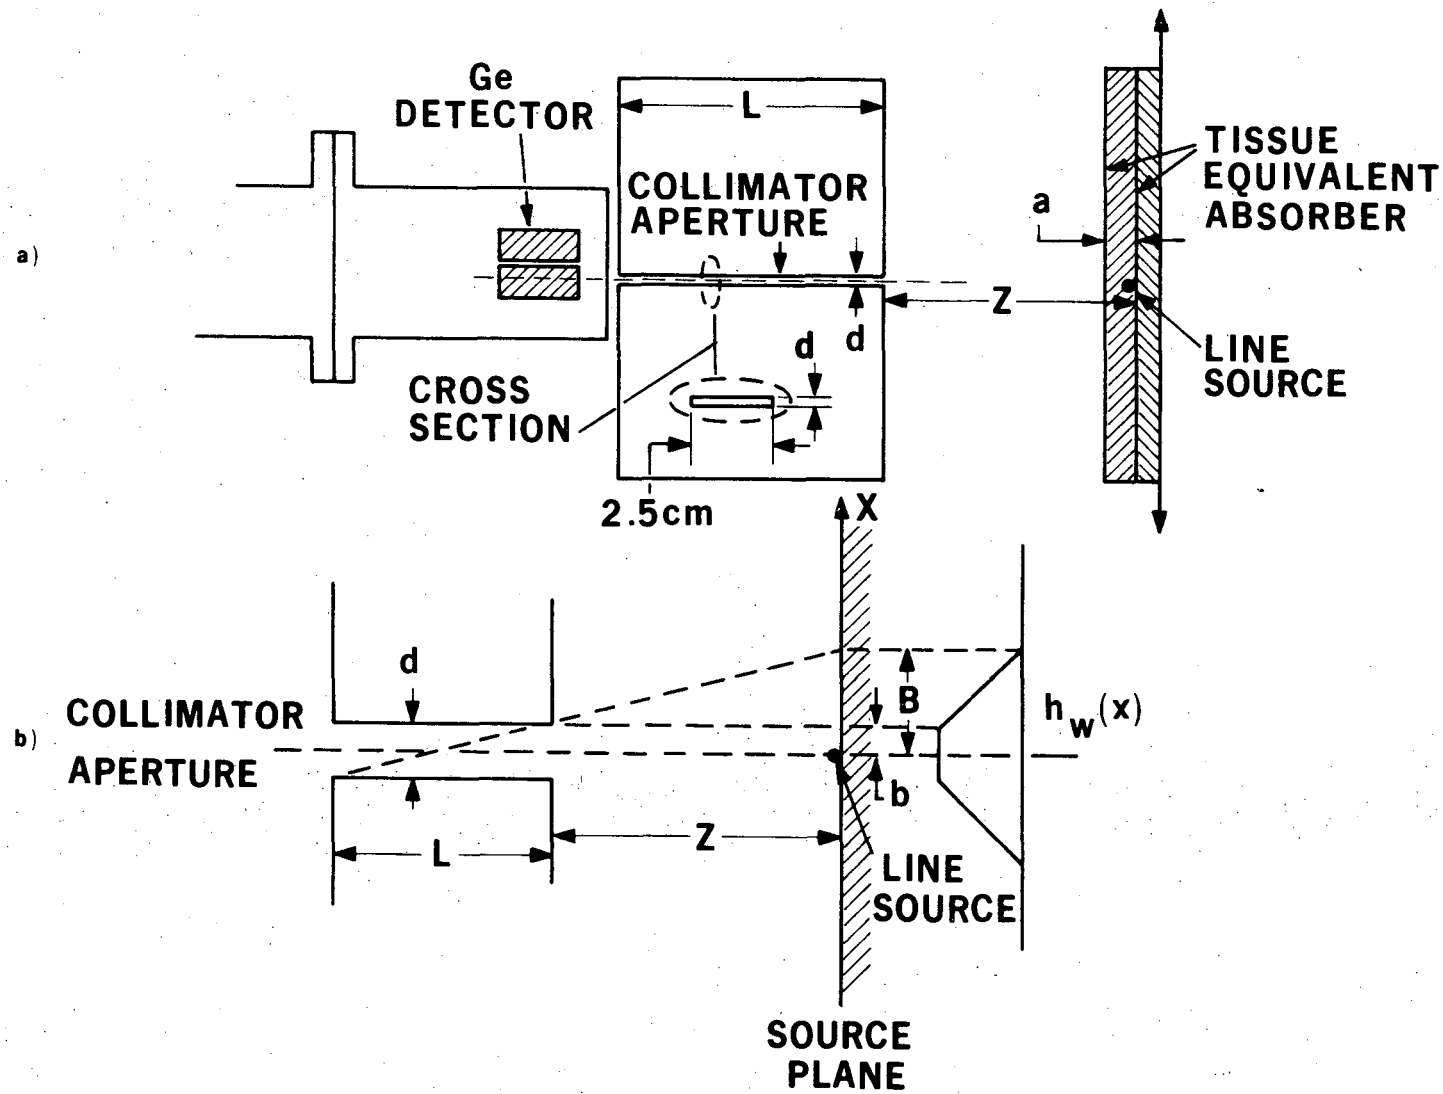 a)
Ge
DETECTOR
L
COLLIMATOR
APERTURE
TISSUE
EQUIVALENT
ABSORBER
a
Z
d
d
LINE
SOURCE
CROSS
SECTION
2.5cm
b)
X
d
COLLIMATOR
APERTURE
B
h_w(x)
b
Z
L
LINE
SOURCE
SOURCE
PLANE